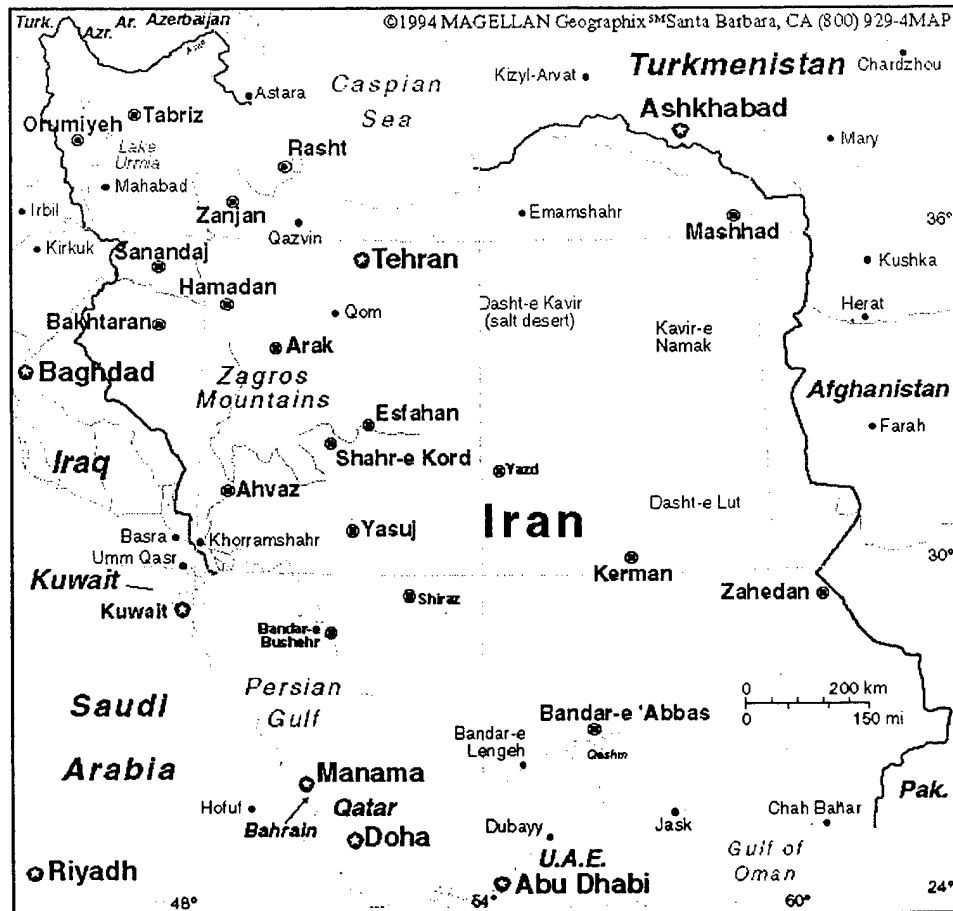 ©1994 MAGELLAN Geographix℠Santa Barbara, CA (800) 929-4MAP
Turk.
Ar.
Azerbaijan
Azr.
Caspian
Sea
Turkmenistan
Kizyl-Arvat
Chardzhou
Astara
Ashkhabad
Tabriz
Orumiyeh
Lake
Urmia
Rasht
Mary
Mahabad
Irbil
Zanjan
Emamshahr
Mashhad
36°
Qazvin
Kirkuk
Sanandaj
Tehran
Kushka
Hamadan
Dasht-e Kavir
(salt desert)
Herat
Bakhtaran
Qom
Kavir-e
Namak
Arak
Baghdad
Zagros
Mountains
Afghanistan
Esfahan
Farah
Shahr-e Kord
Iraq
Yazd
Ahvaz
Dasht-e Lut
Iran
Basra
Khorramshahr
Yasuj
Umm Qasr
30°
Kuwait
Kerman
Kuwait
Shiraz
Zahedan
Bandar-e
Bushehr
Persian
Gulf
0 200 km
0 150 mi
Saudi
Arabia
Bandar-e 'Abbas
Bandar-e
Lengeh
Qeshm
Manama
Pak.
Hofuf
Qatar
Bahrain
Chah Bahar
Jask
Doha
Dubayy
Gulf of
Oman
U.A.E.
Riyadh
Abu Dhabi
24°
48°
54°
60°